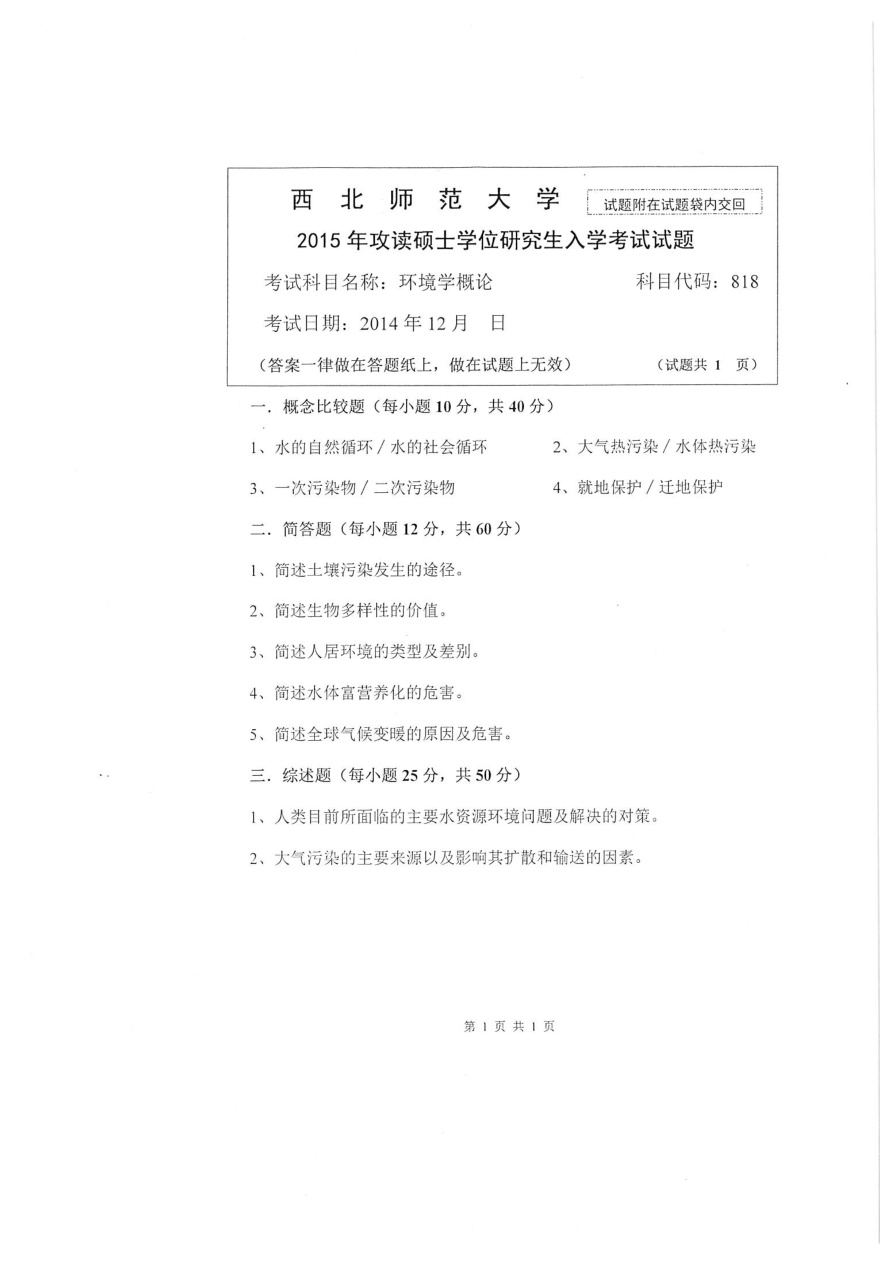 西 北 师 范 大 学 试题附在试题袋内交回
2015 年攻读硕士学位研究生入学考试试题
考试科目名称：环境学概论 科目代码：818
考试日期：2014 年 12 月 日
（答案一律做在答题纸上，做在试题上无效） （试题共 1 页）
一．概念比较题（每小题 10 分，共 40 分）
1、水的自然循环 / 水的社会循环 2、大气热污染 / 水体热污染
3、一次污染物 / 二次污染物 4、就地保护 / 迁地保护
二．简答题（每小题 12 分，共 60 分）
1、简述土壤污染发生的途径。
2、简述生物多样性的价值。
3、简述人居环境的类型及差别。
4、简述水体富营养化的危害。
5、简述全球气候变暖的原因及危害。
三．综述题（每小题 25 分，共 50 分）
1、人类目前所面临的主要水资源环境问题及解决的对策。
2、大气污染的主要来源以及影响其扩散和输送的因素。
第 1 页 共 1 页